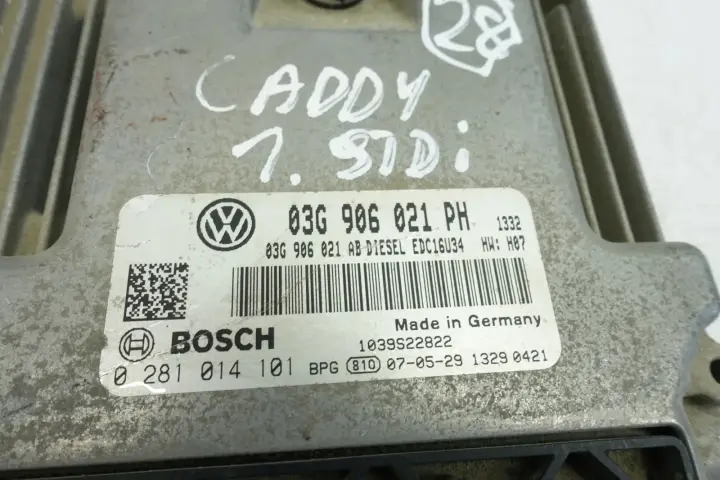 28
CADDY
1.9TDi
03G 906 021 PH 1332
03G 906 021 AB DIESEL EDC16U34 HW: H07
Made in Germany
BOSCH 1039S22822
0 281 014 101 BPG 810 07-05-29 1329 0421